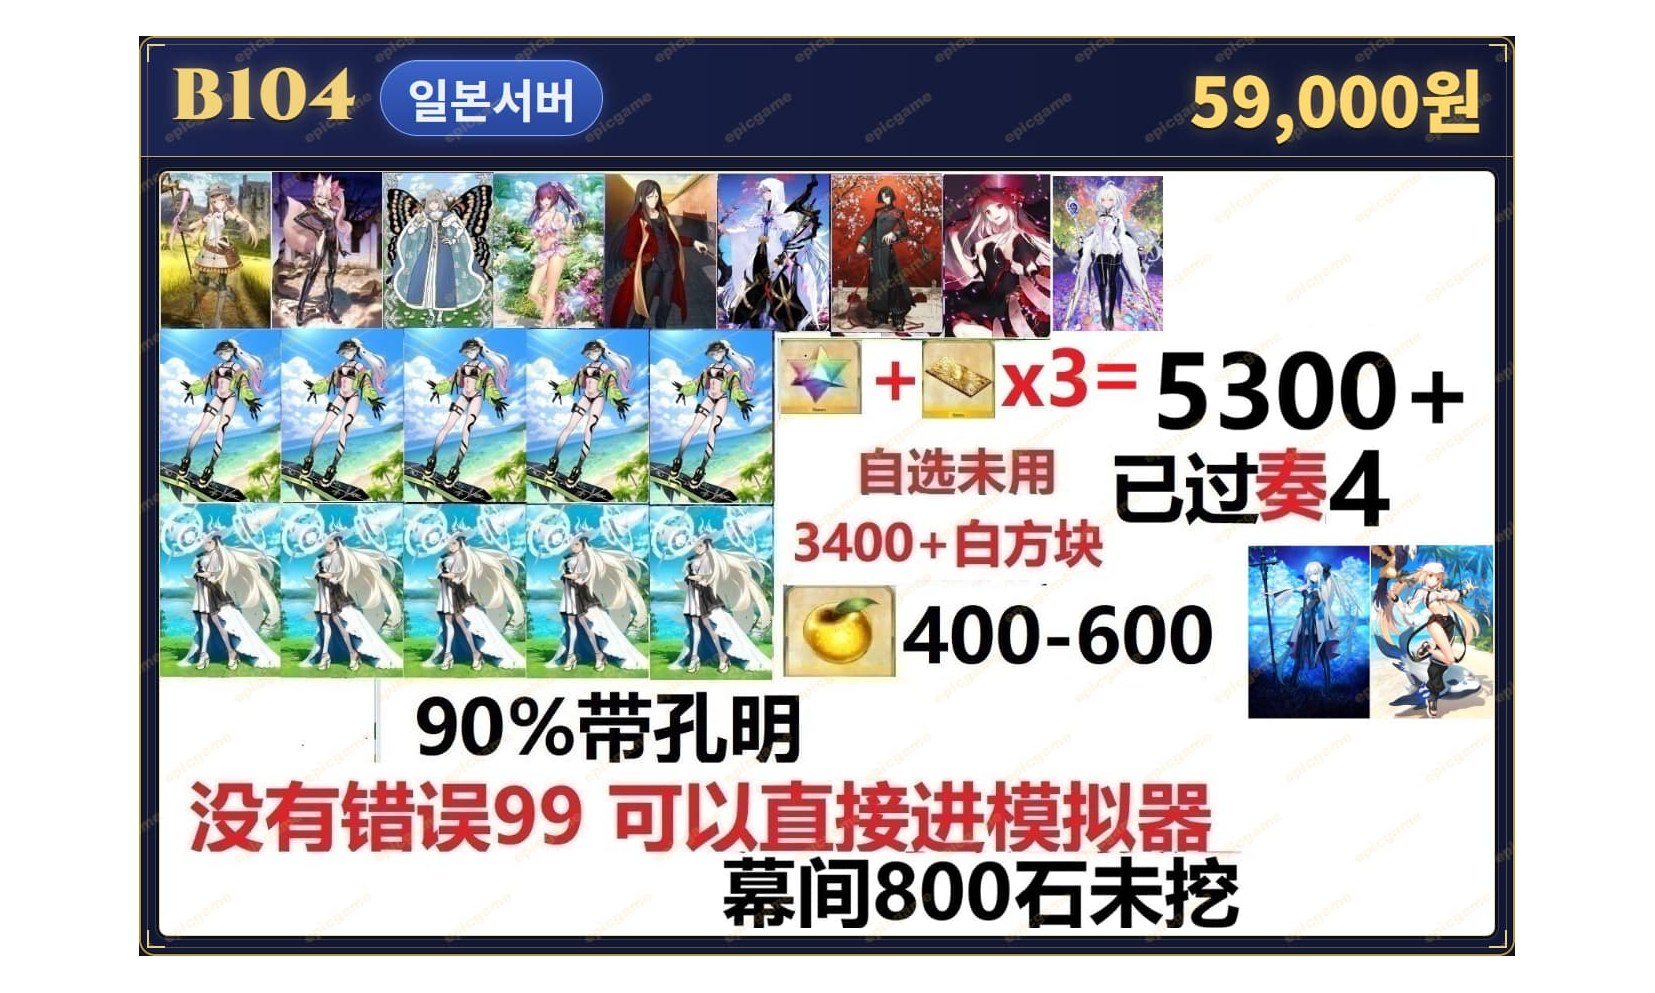 B104 일본서버 59,000원
+ x3= 5300+
自选未用
已过奏4
3400+白方块
400-600
90%带孔明
没有错误99 可以直接进模拟器
幕间800石未挖
epicgame